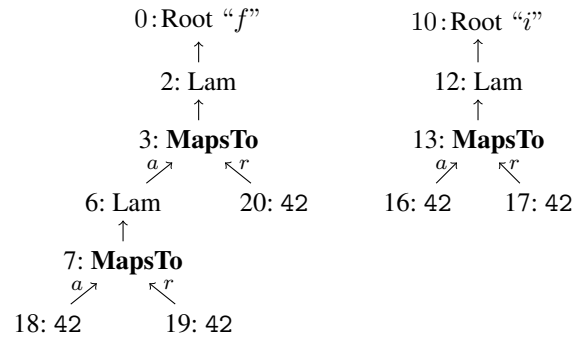 0:Root “f” 10:Root “i”
2: Lam 12: Lam
3: MapsTo 13: MapsTo
a r a r
6: Lam 20: 42 16: 42 17: 42
7: MapsTo
a r
18: 42 19: 42